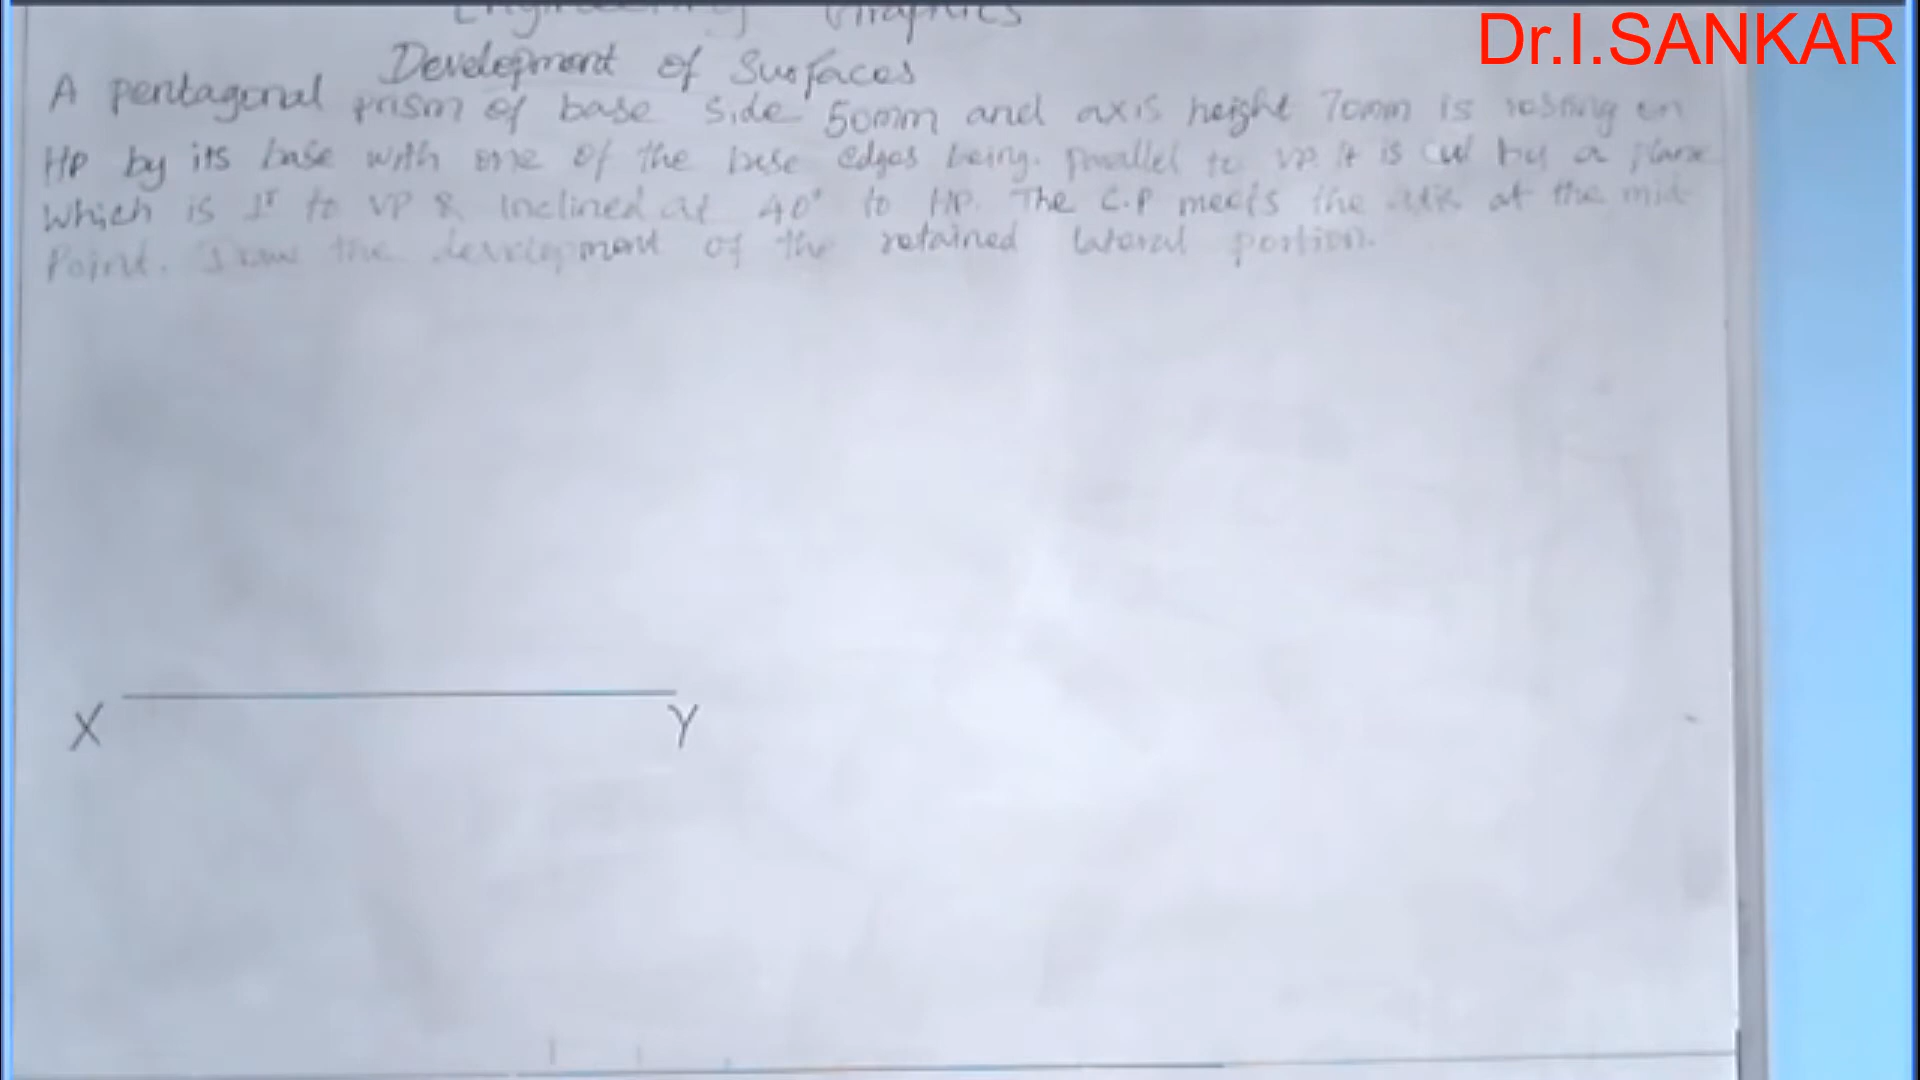 Engineering Graphics
Dr.I.SANKAR
Development of Surfaces
A pentagonal prism of base side 50mm and axis height 70mm is resting on
HP by its base with one of the base edges being parallel to VP. It is cut by a plane
which is Ir to VP & inclined at 40° to HP. The C.P meets the axis at the mid
Point. Draw the development of the retained lateral portion.
X
Y